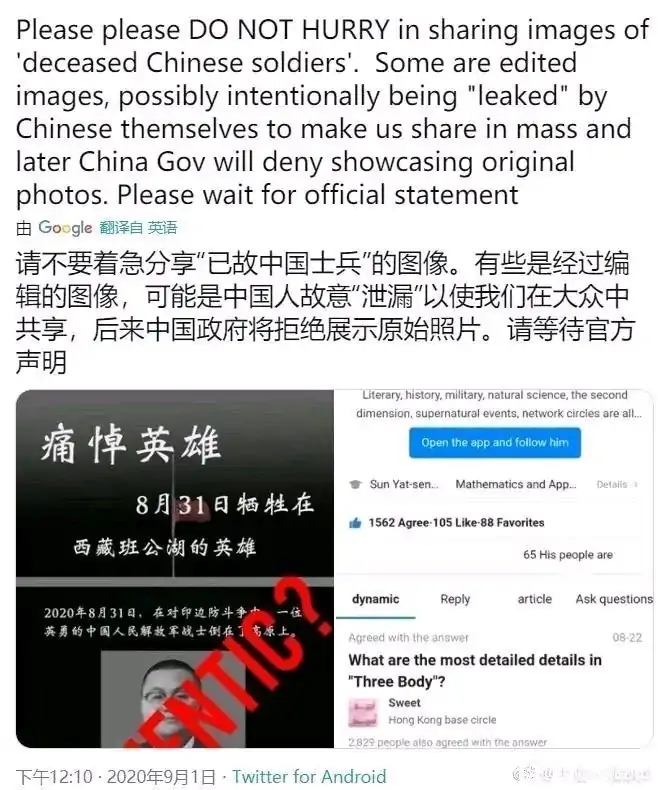 Please please DO NOT HURRY in sharing images of
'deceased Chinese soldiers'.  Some are edited
images, possibly intentionally being "leaked" by
Chinese themselves to make us share in mass and
later China Gov will deny showcasing original
photos. Please wait for official statement
由 Google 翻译自 英语
请不要着急分享“已故中国士兵”的图像。有些是经过编
辑的图像，可能是中国人故意“泄漏”以使我们在大众中
共享，后来中国政府将拒绝展示原始照片。请等待官方
声明
痛悼英雄
8月31日牺牲在
西藏班公湖的英雄
2020年8月31日，在对印边防斗争中，一位
英勇的中国人民解放军战士倒在了高原上。
ENTIC?
Literary, history, military, natural science, the second
dimension, supernatural events, network circles are all...
Open the app and follow him
Sun Yat-sen... Mathematics and App... Details
1562 Agree·105 Like·88 Favorites
65 His people are
dynamic Reply article Ask questions
Agreed with the answer 08-22
What are the most detailed details in
"Three Body"?
Sweet
Hong Kong base circle
2,829 people also agreed with the answer
下午12:10 · 2020年9月1日 · Twitter for Android